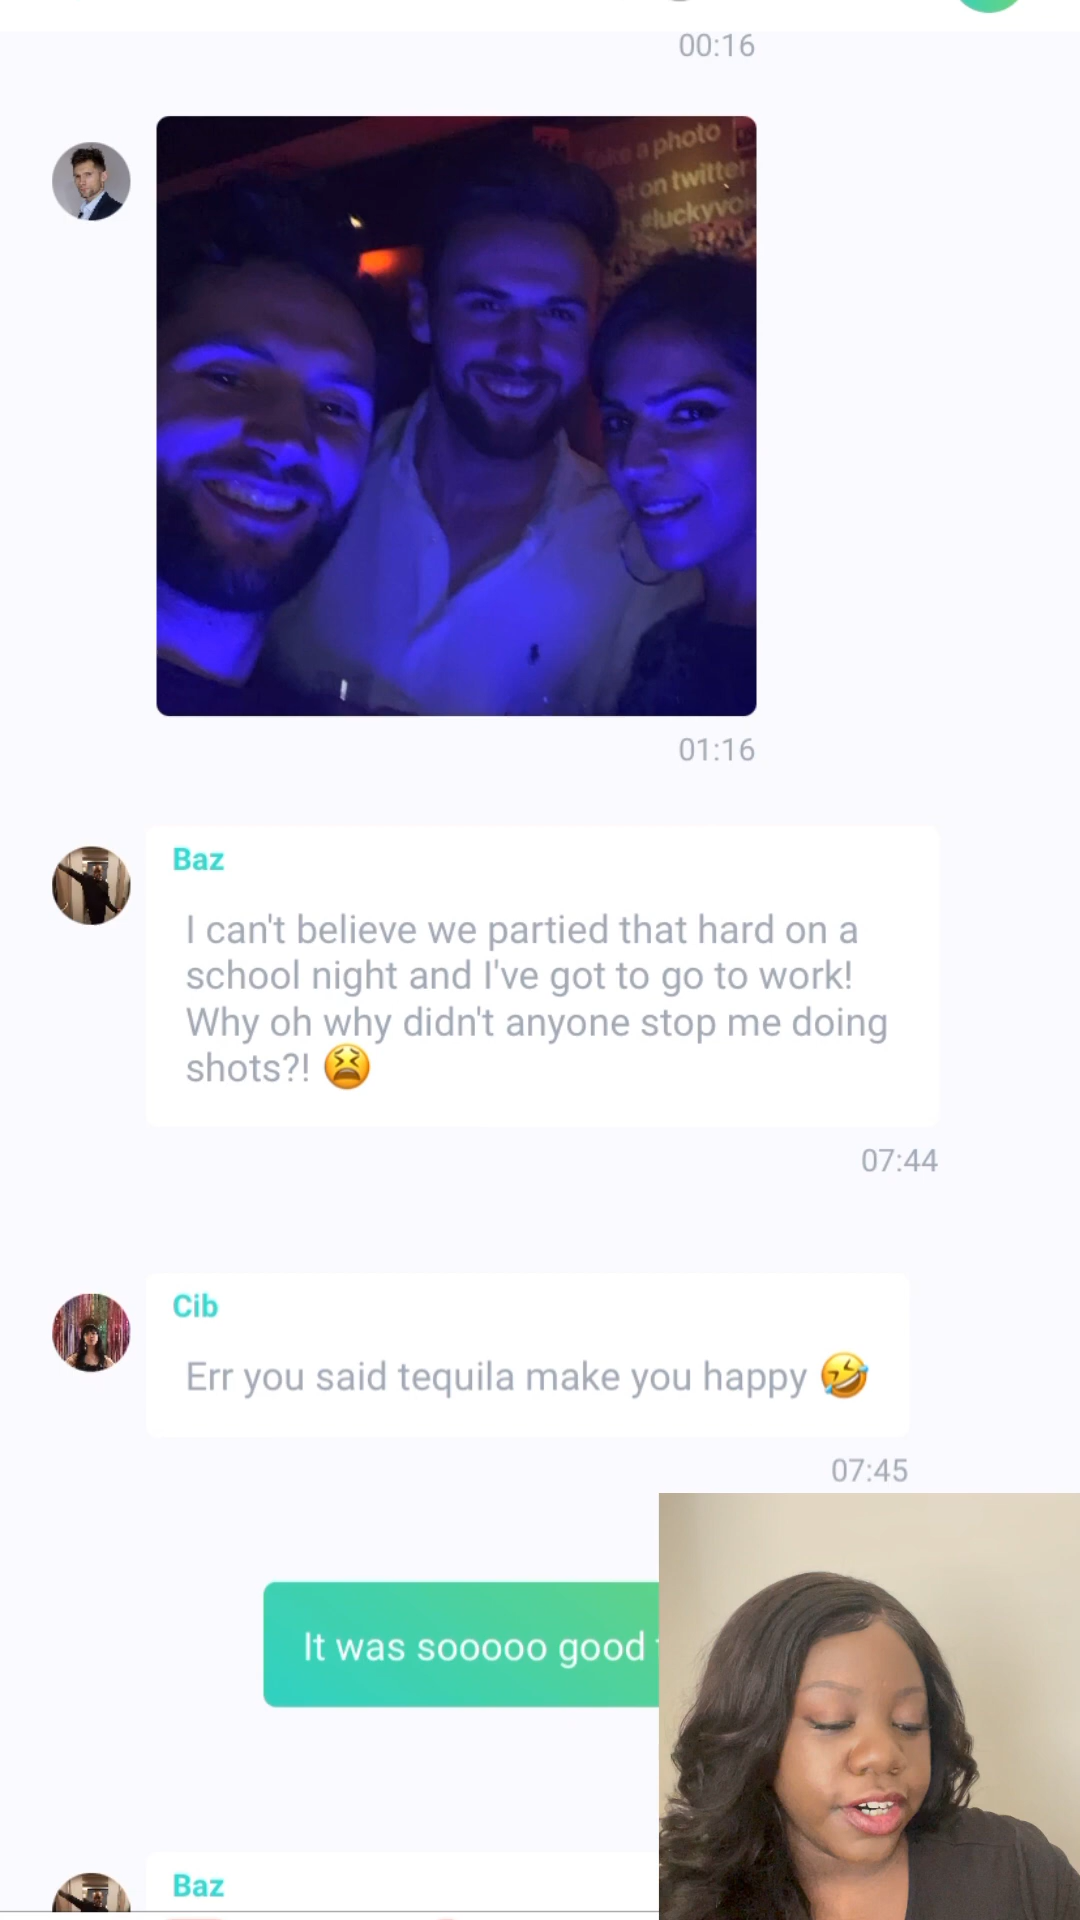 00:16
a photo
on twitter
#luckyvoi
01:16
Baz
I can't believe we partied that hard on a
school night and I've got to go to work!
Why oh why didn't anyone stop me doing
shots?! 😫
07:44
Cib
Err you said tequila make you happy 🤣
07:45
It was sooooo good
Baz